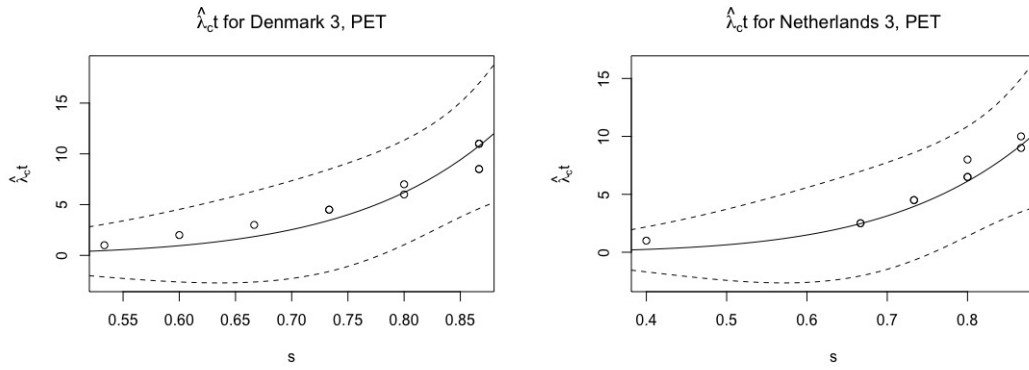 λ̂ct for Denmark 3, PET
λ̂ct
15
10
5
0
0.55 0.60 0.65 0.70 0.75 0.80 0.85
s
λ̂ct for Netherlands 3, PET
λ̂ct
15
10
5
0
0.4 0.5 0.6 0.7 0.8
s